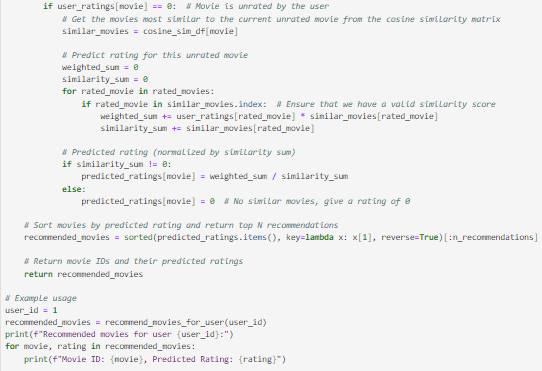 if user_ratings[movie] == 0:  # Movie is unrated by the user
# Get the movies most similar to the current unrated movie from the cosine similarity matrix
similar_movies = cosine_sim_df[movie]
# Predict rating for this unrated movie
weighted_sum = 0
similarity_sum = 0
for rated_movie in rated_movies:
if rated_movie in similar_movies.index:  # Ensure that we have a valid similarity score
weighted_sum += user_ratings[rated_movie] * similar_movies[rated_movie]
similarity_sum += similar_movies[rated_movie]
# Predicted rating (normalized by similarity sum)
if similarity_sum != 0:
predicted_ratings[movie] = weighted_sum / similarity_sum
else:
predicted_ratings[movie] = 0  # No similar movies, give a rating of 0
# Sort movies by predicted rating and return top N recommendations
recommended_movies = sorted(predicted_ratings.items(), key=lambda x: x[1], reverse=True)[:n_recommendations]
# Return movie IDs and their predicted ratings
return recommended_movies
# Example usage
user_id = 1
recommended_movies = recommend_movies_for_user(user_id)
print(f"Recommended movies for user {user_id}:")
for movie, rating in recommended_movies:
print(f"Movie ID: {movie}, Predicted Rating: {rating}")